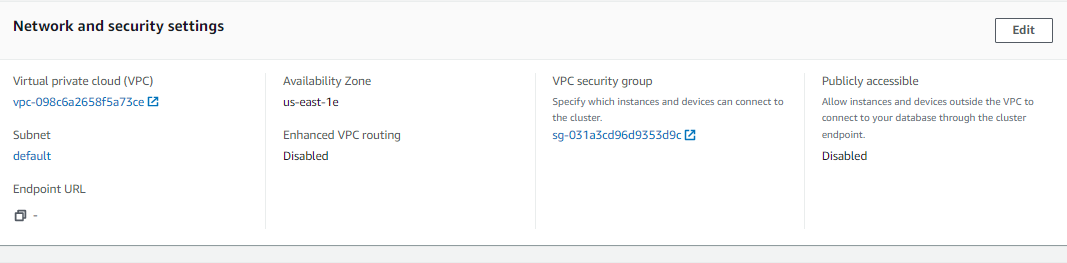 Network and security settings
Edit
Virtual private cloud (VPC)
vpc-098c6a2658f5a73ce
Subnet
default
Endpoint URL
-
Availability Zone
us-east-1e
Enhanced VPC routing
Disabled
VPC security group
Specify which instances and devices can connect to
the cluster.
sg-031a3cd96d9353d9c
Publicly accessible
Allow instances and devices outside the VPC to
connect to your database through the cluster
endpoint.
Disabled